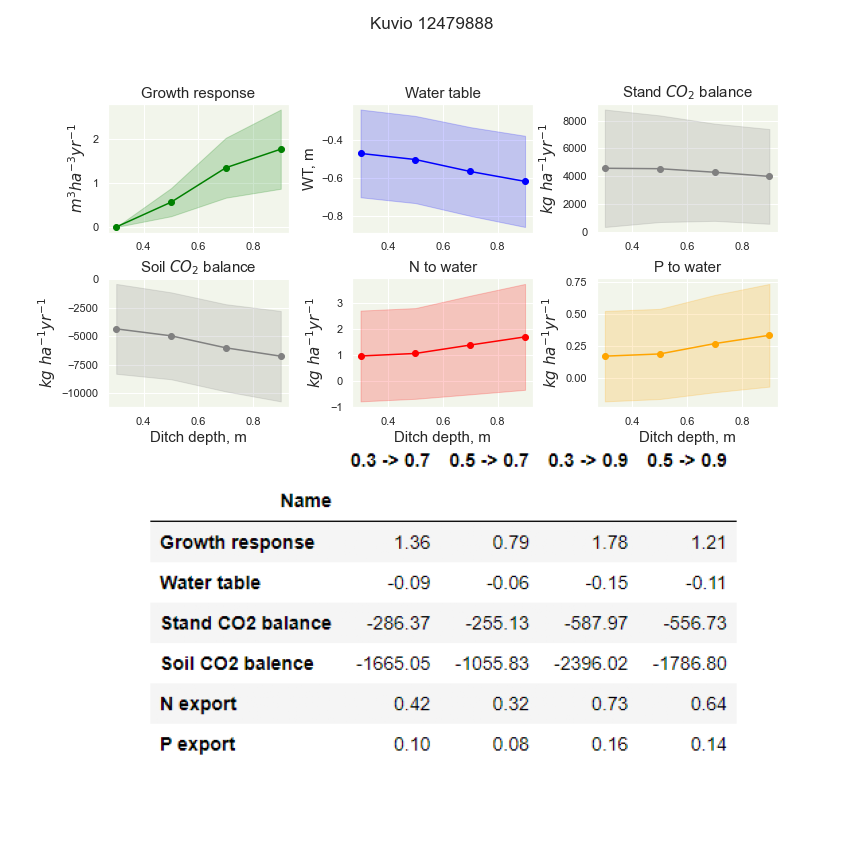 Kuvio 12479888
Growth response
Water table
Stand CO₂ balance
m³ha⁻³yr⁻¹
2
1
0
0.4 0.6 0.8
WT, m
−0.4
−0.6
−0.8
0.4 0.6 0.8
kg ha⁻¹yr⁻¹
8000
6000
4000
2000
0
0.4 0.6 0.8
Soil CO₂ balance
N to water
P to water
kg ha⁻¹yr⁻¹
0
−2500
−5000
−7500
−10000
0.4 0.6 0.8
Ditch depth, m
kg ha⁻¹yr⁻¹
3
2
1
0
−1
0.4 0.6 0.8
Ditch depth, m
kg ha⁻¹yr⁻¹
0.75
0.50
0.25
0.00
0.4 0.6 0.8
Ditch depth, m
0.3 -> 0.7 0.5 -> 0.7 0.3 -> 0.9 0.5 -> 0.9
Name
Growth response 1.36 0.79 1.78 1.21
Water table -0.09 -0.06 -0.15 -0.11
Stand CO2 balance -286.37 -255.13 -587.97 -556.73
Soil CO2 balence -1665.05 -1055.83 -2396.02 -1786.80
N export 0.42 0.32 0.73 0.64
P export 0.10 0.08 0.16 0.14